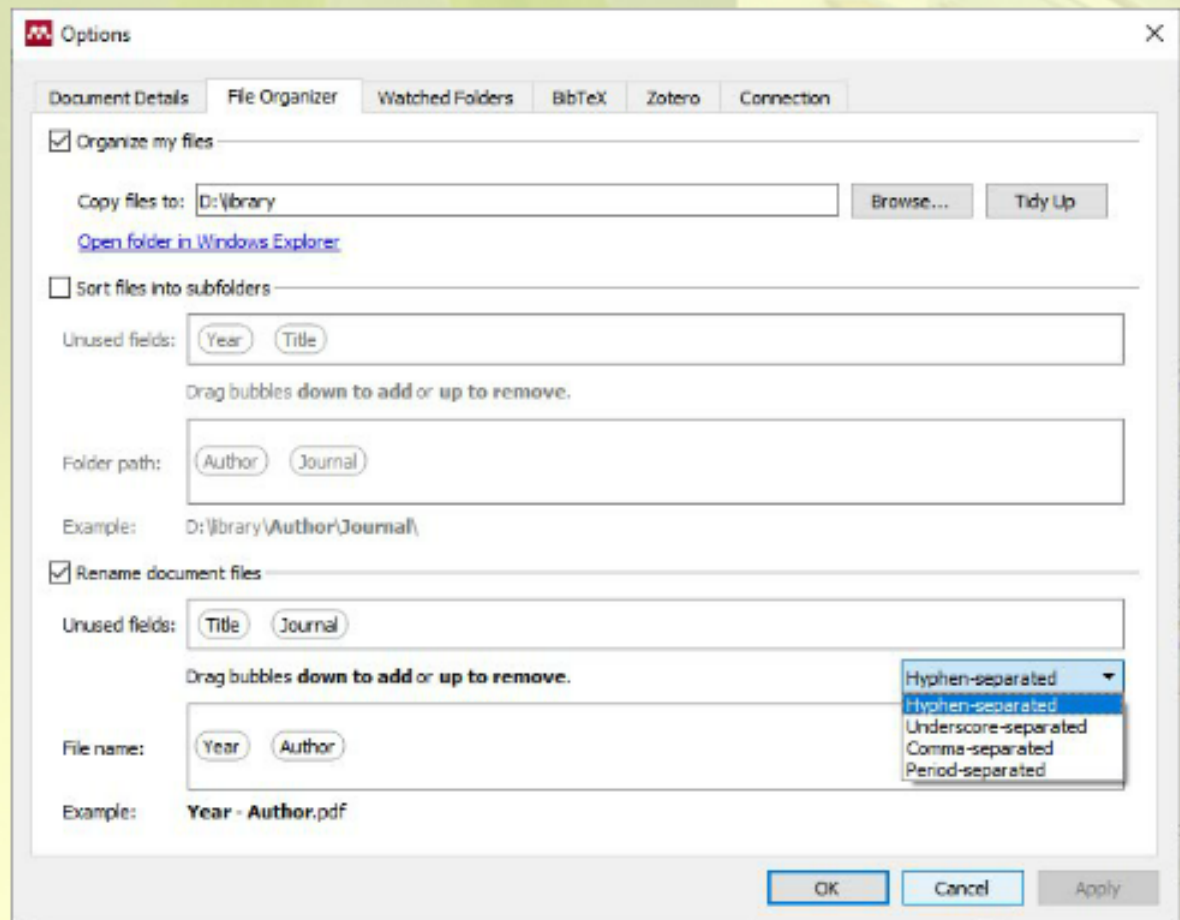 Options
Document Details File Organizer Watched Folders BibTeX Zotero Connection
Organize my files
Copy files to: D:\library Browse... Tidy Up
Open folder in Windows Explorer
Sort files into subfolders
Unused fields: Year Title
Drag bubbles down to add or up to remove.
Folder path: Author Journal
Example: D:\library\Author\Journal\
Rename document files
Unused fields: Title Journal
Drag bubbles down to add or up to remove. Hyphen-separated
Hyphen-separated
Underscore-separated
File name: Year Author Comma-separated
Period-separated
Example: Year - Author.pdf
OK Cancel Apply